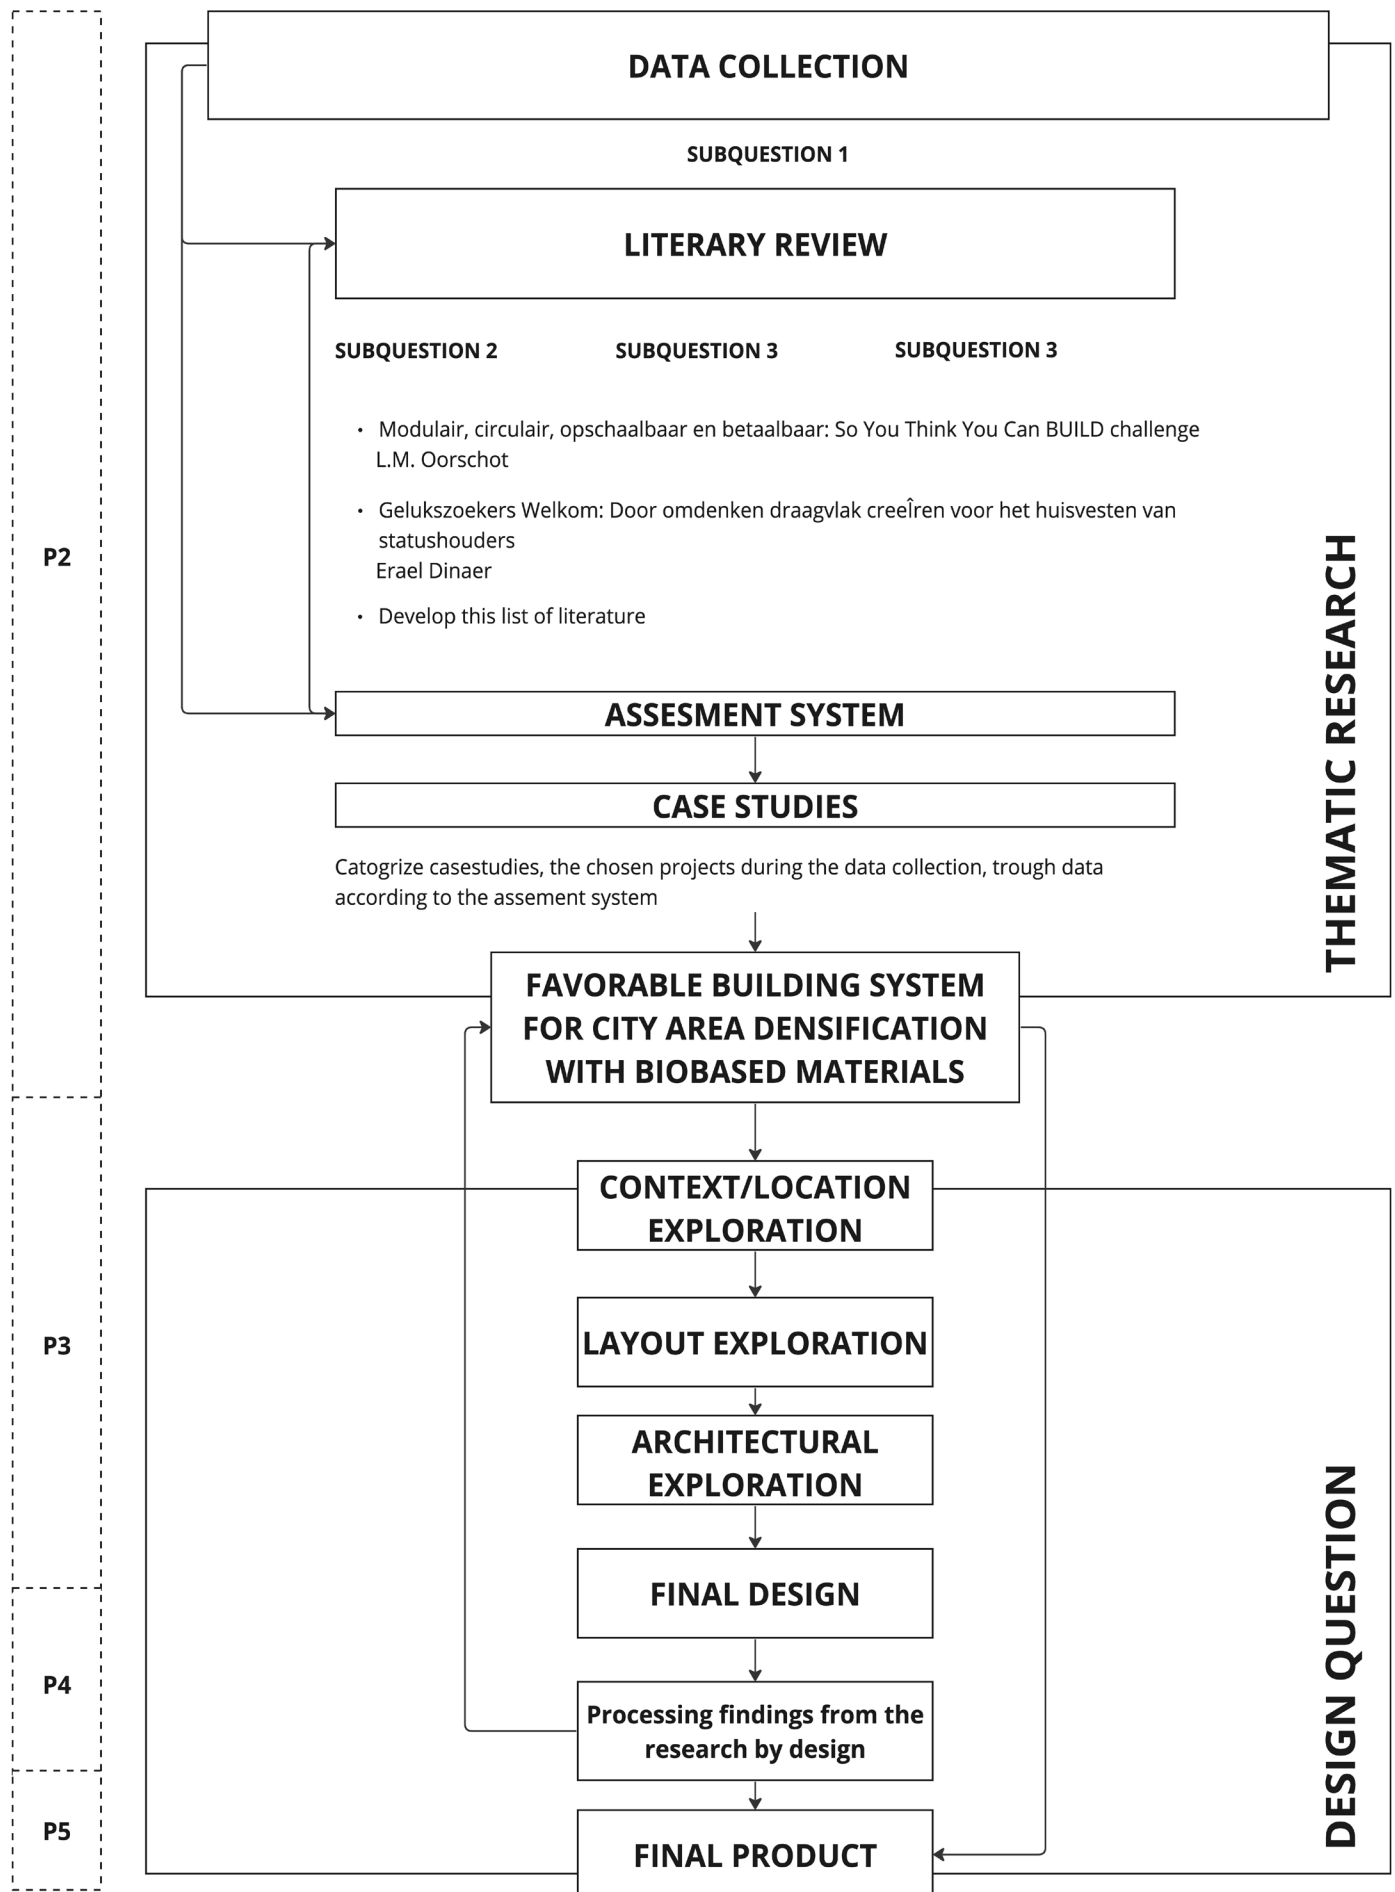 DATA COLLECTION
SUBQUESTION 1
LITERARY REVIEW
SUBQUESTION 2
SUBQUESTION 3
SUBQUESTION 3
• Modulair, circulair, opschaalbaar en betaalbaar: So You Think You Can BUILD challenge
L.M. Oorschot
• Gelukszoekers Welkom: Door omdenken draagvlak creeÎren voor het huisvesten van
statushouders
Erael Dinaer
• Develop this list of literature
P2
THEMATIC RESEARCH
ASSESMENT SYSTEM
CASE STUDIES
Catogrize casestudies, the chosen projects during the data collection, trough data
according to the assement system
FAVORABLE BUILDING SYSTEM
FOR CITY AREA DENSIFICATION
WITH BIOBASED MATERIALS
CONTEXT/LOCATION
EXPLORATION
P3
LAYOUT EXPLORATION
ARCHITECTURAL
EXPLORATION
FINAL DESIGN
DESIGN QUESTION
P4
Processing findings from the
research by design
P5
FINAL PRODUCT